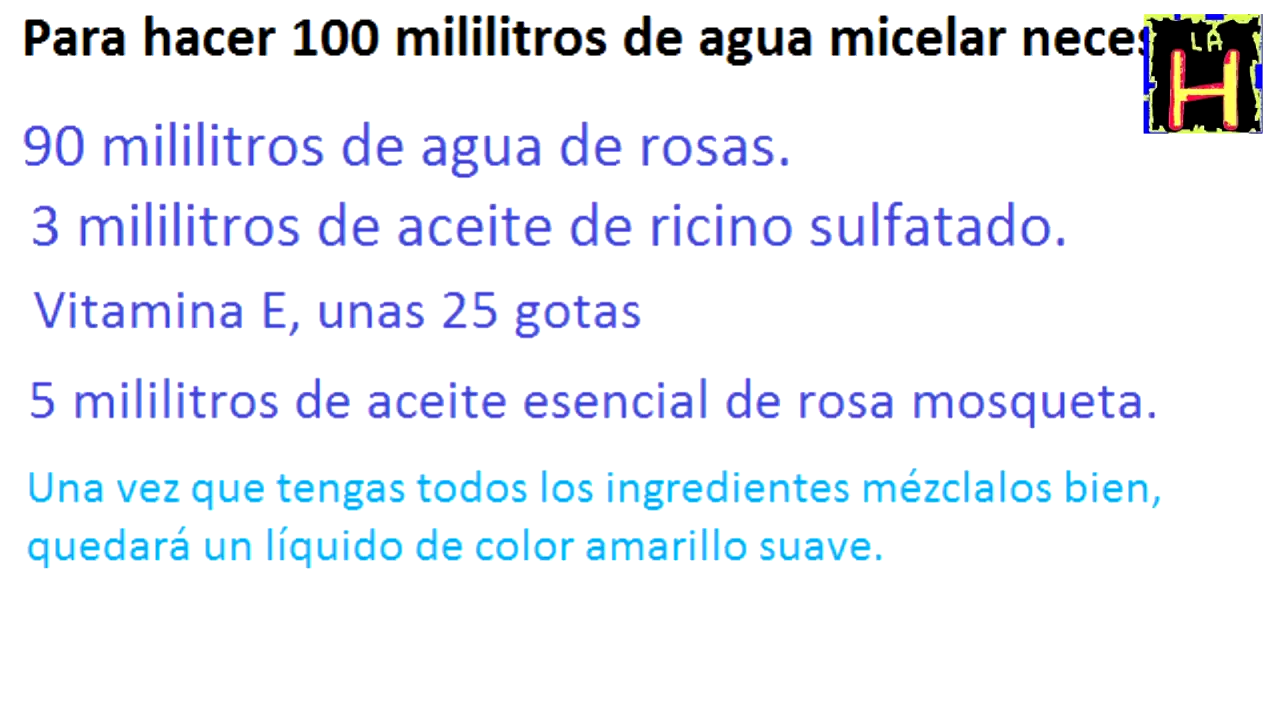 Para hacer 100 mililitros de agua micelar
LA
H
90 mililitros de agua de rosas.
3 mililitros de aceite de ricino sulfatado.
Vitamina E, unas 25 gotas
5 mililitros de aceite esencial de rosa mosqueta.
Una vez que tengas todos los ingredientes mézclalos bien,
quedará un líquido de color amarillo suave.